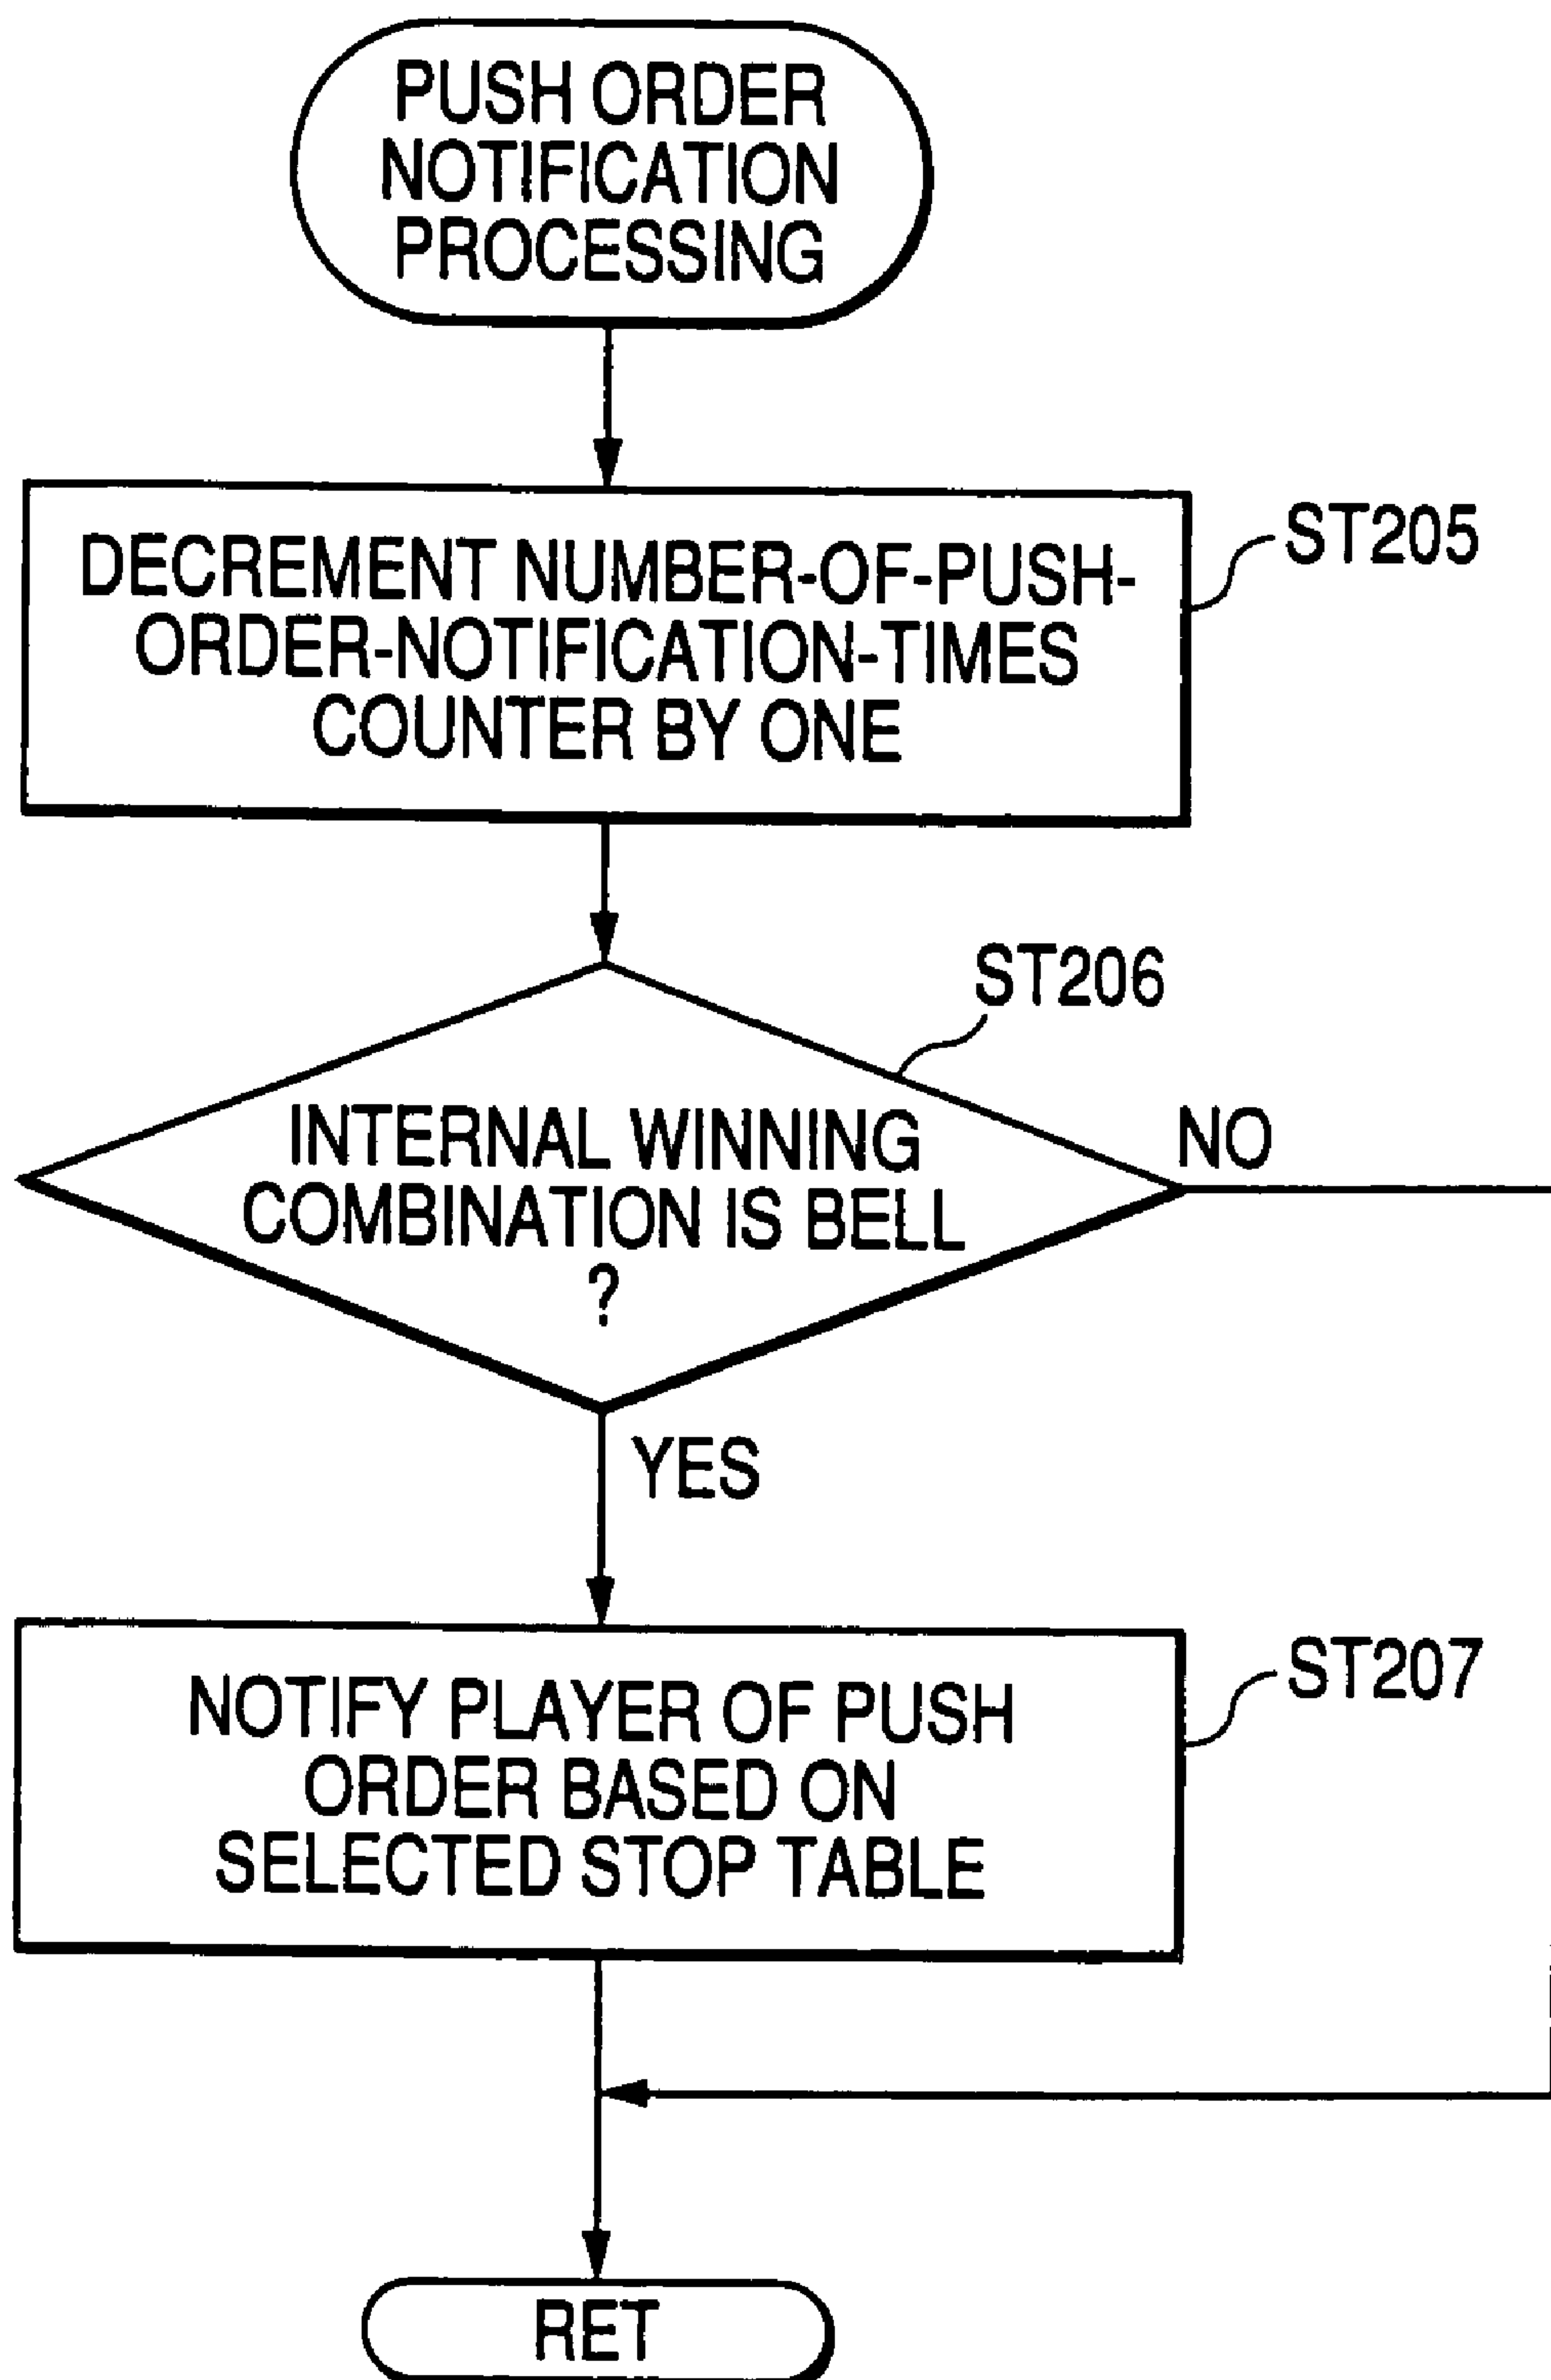 PUSH ORDER
NOTIFICATION
PROCESSING
DECREMENT NUMBER-OF-PUSH-
ORDER-NOTIFICATION-TIMES
COUNTER BY ONE
ST205
ST206
INTERNAL WINNING
COMBINATION IS BELL
?
NO
YES
NOTIFY PLAYER OF PUSH
ORDER BASED ON
SELECTED STOP TABLE
ST207
RET